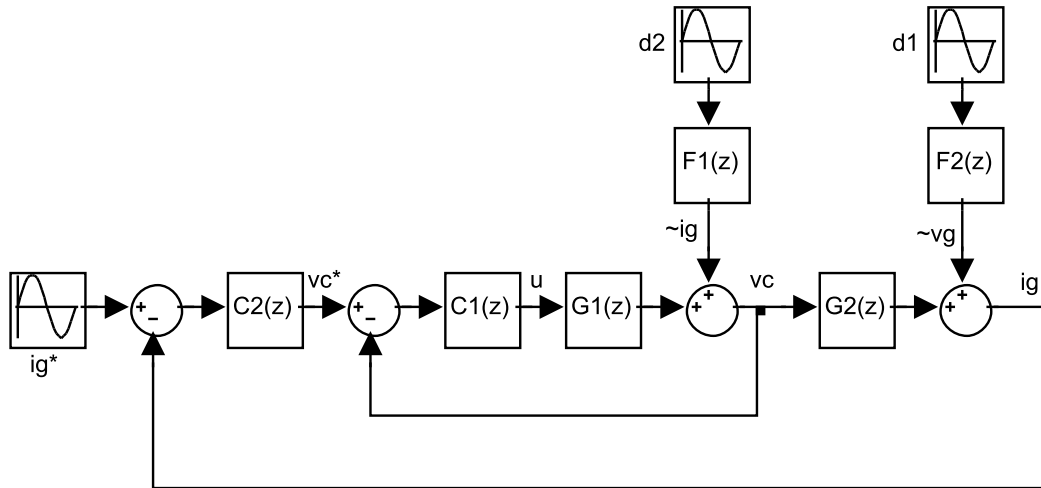 d2
d1
F1(z)
F2(z)
~ig
~vg
vc*
u
vc
ig
+
-
C2(z)
+
-
C1(z)
G1(z)
+
+
G2(z)
+
+
ig*